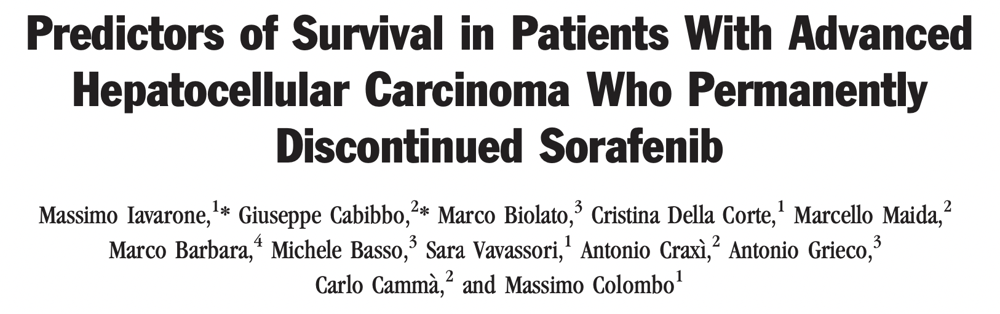 Predictors of Survival in Patients With Advanced
Hepatocellular Carcinoma Who Permanently
Discontinued Sorafenib
Massimo Iavarone,¹* Giuseppe Cabibbo,²* Marco Biolato,³ Cristina Della Corte,¹ Marcello Maida,²
Marco Barbara,⁴ Michele Basso,³ Sara Vavassori,¹ Antonio Craxì,² Antonio Grieco,³
Carlo Cammà,² and Massimo Colombo¹